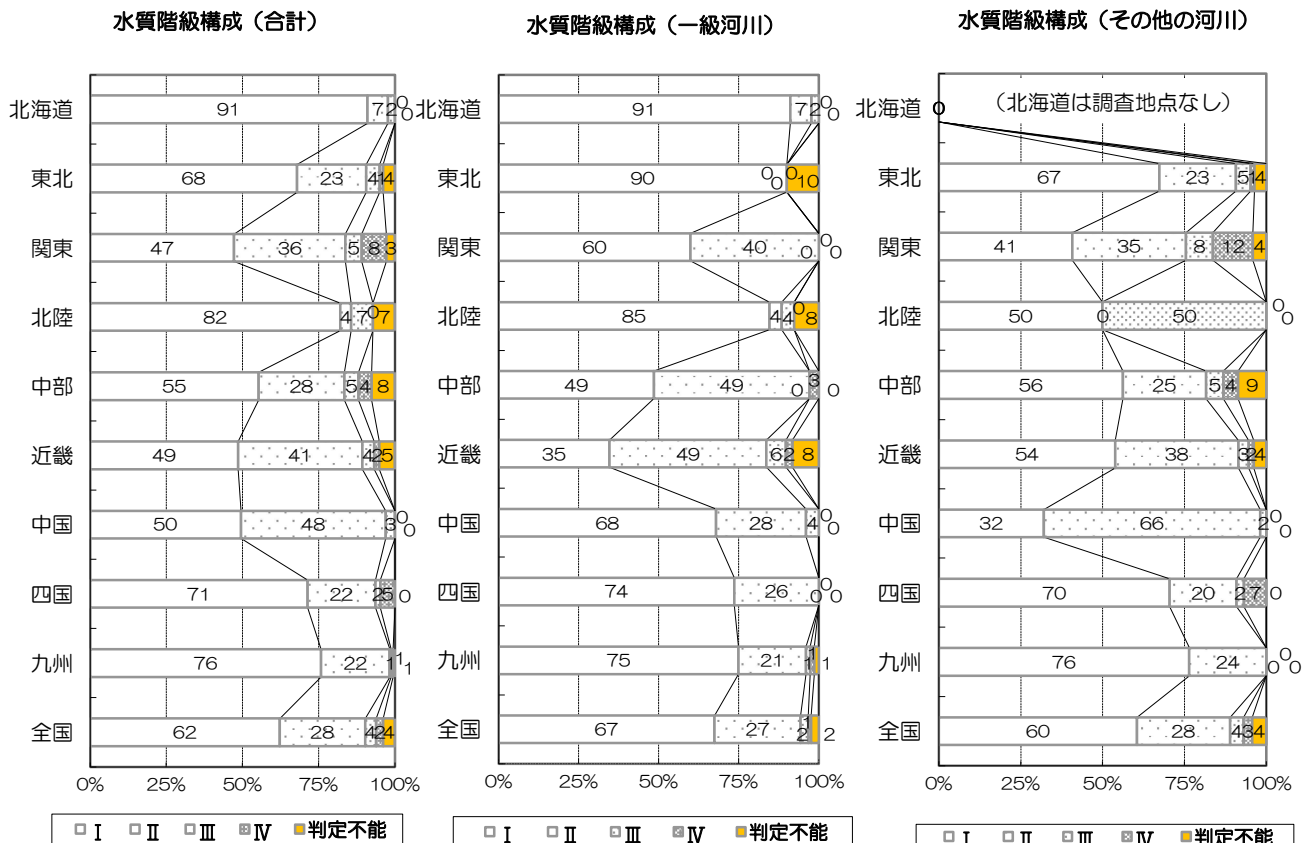 水質階級構成（合計）
北海道 91 7 2 0 0
東北 68 23 4 1 4
関東 47 36 5 8 3
北陸 82 4 7 0 7
中部 55 28 5 4 8
近畿 49 41 4 2 5
中国 50 48 3 0 0
四国 71 22 2 5 0
九州 76 22 1 1 1
全国 62 28 4 2 4
0% 25% 50% 75% 100%
I II III IV 判定不能
水質階級構成（一級河川）
北海道 91 7 2 0 0
東北 90 0 0 0 10
関東 60 40 0 0 0
北陸 85 4 4 0 8
中部 49 49 0 3 0
近畿 35 49 6 2 8
中国 68 28 4 0 0
四国 74 26 0 0 0
九州 75 21 1 1 1
全国 67 27 2 1 2
0% 25% 50% 75% 100%
I II III IV 判定不能
水質階級構成（その他の河川）
北海道 0 （北海道は調査地点なし）
東北 67 23 5 1 4
関東 41 35 8 12 4
北陸 50 0 50 0 0
中部 56 25 5 4 9
近畿 54 38 3 2 4
中国 32 66 2 0 0
四国 70 20 2 7 0
九州 76 24 0 0 0
全国 60 28 4 3 4
0% 25% 50% 75% 100%
I II III IV 判定不能